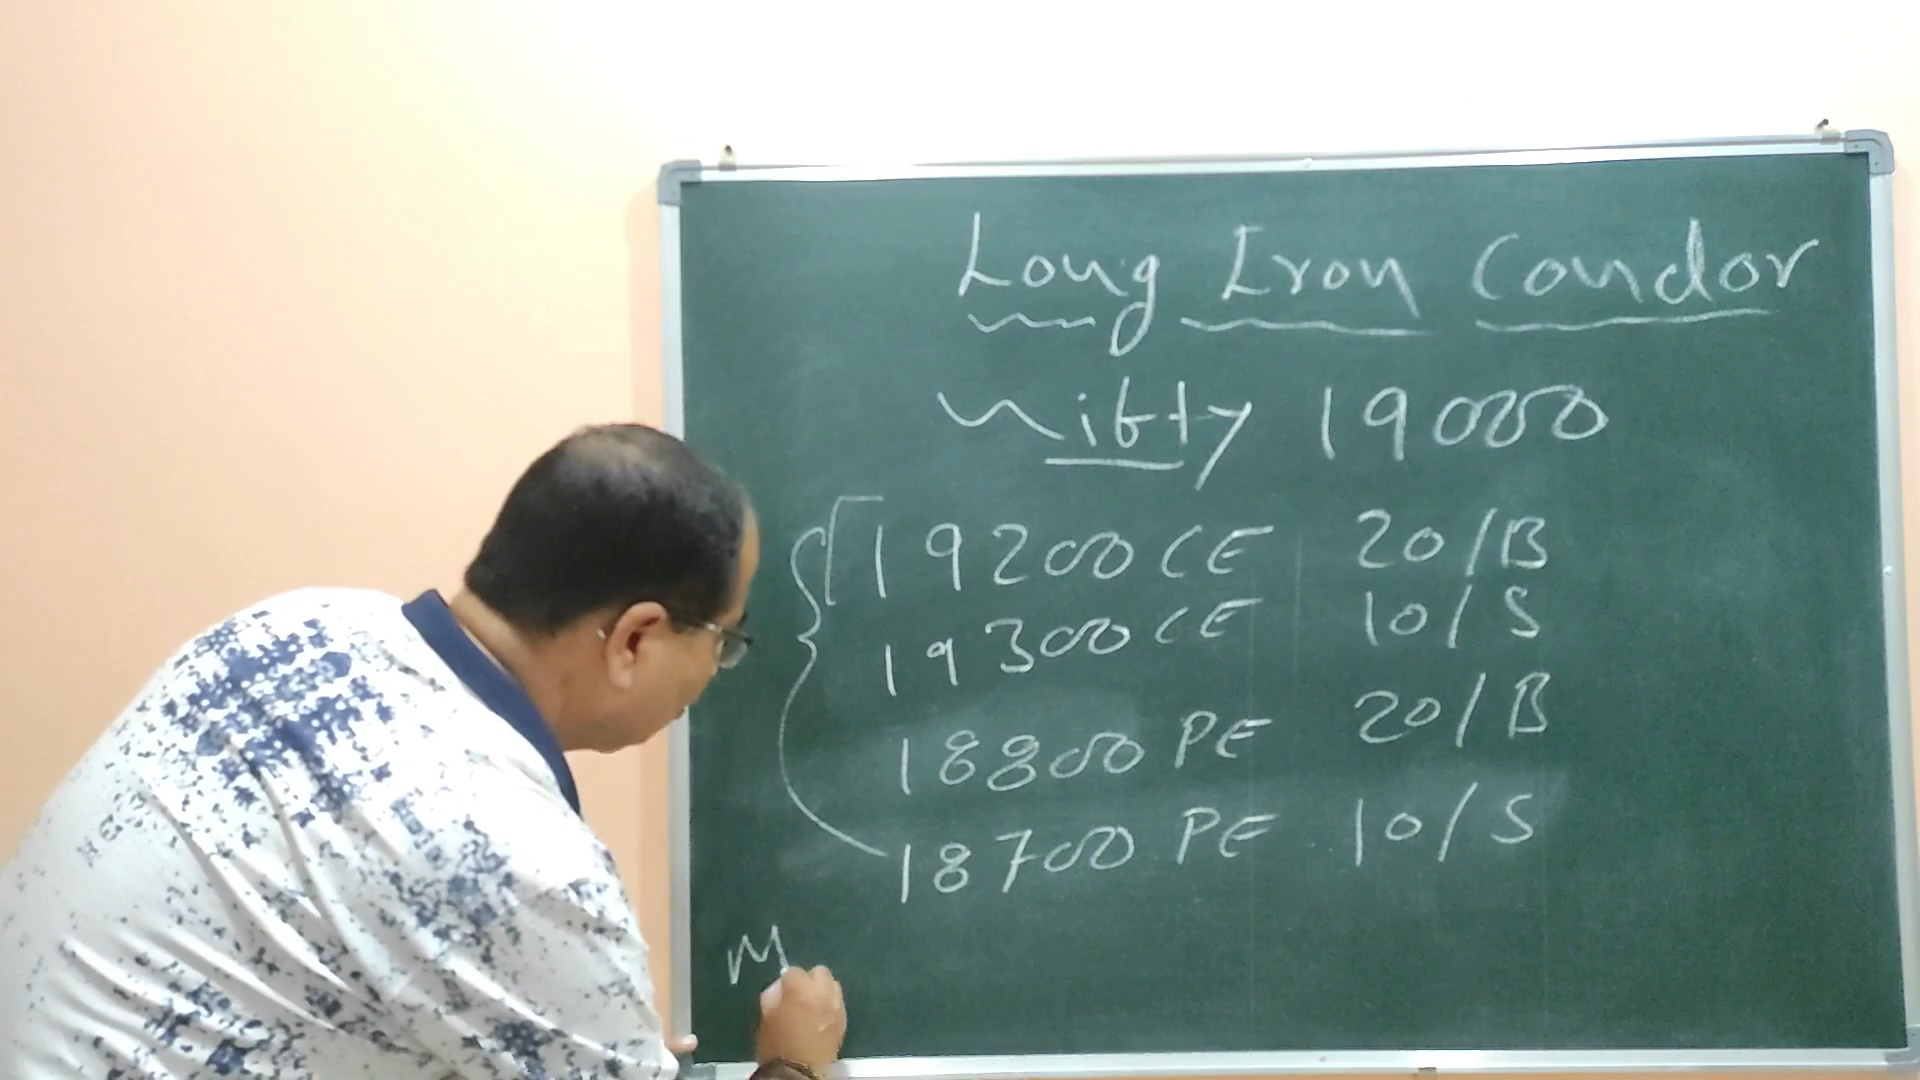 Long Iron Condor
Nifty 19000
19200 CE 20/B
19300 CE 10/S
18800 PE 20/B
18700 PE 10/S
M